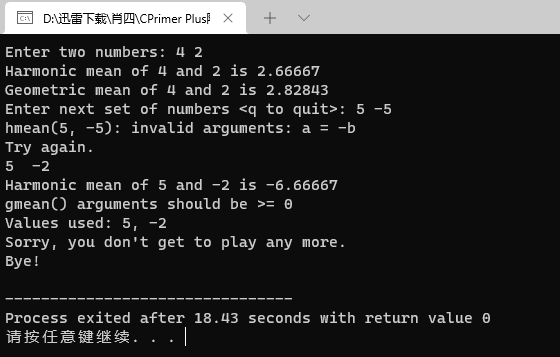 D:\迅雷下载\肖四\CPrimer Plus
Enter two numbers: 4 2
Harmonic mean of 4 and 2 is 2.66667
Geometric mean of 4 and 2 is 2.82843
Enter next set of numbers <q to quit>: 5 -5
hmean(5, -5): invalid arguments: a = -b
Try again.
5  -2
Harmonic mean of 5 and -2 is -6.66667
gmean() arguments should be >= 0
Values used: 5, -2
Sorry, you don't get to play any more.
Bye!
--------------------------------
Process exited after 18.43 seconds with return value 0
请按任意键继续. . .